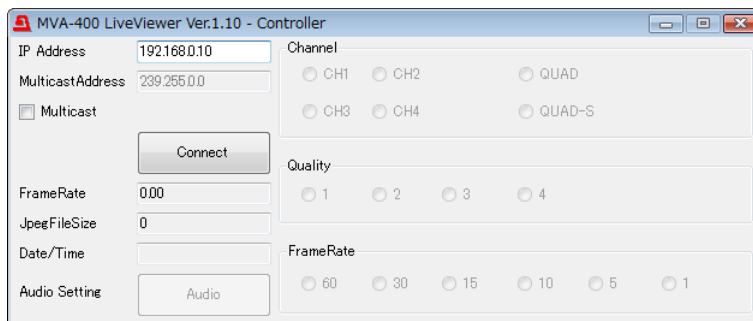 MVA-400 LiveViewer Ver.1.10 - Controller
IP Address
192.168.0.10
MulticastAddress
239.255.0.0
Multicast
Connect
FrameRate
0.00
JpegFileSize
0
Date/Time
Audio Setting
Audio
Channel
CH1
CH2
QUAD
CH3
CH4
QUAD-S
Quality
1
2
3
4
FrameRate
60
30
15
10
5
1